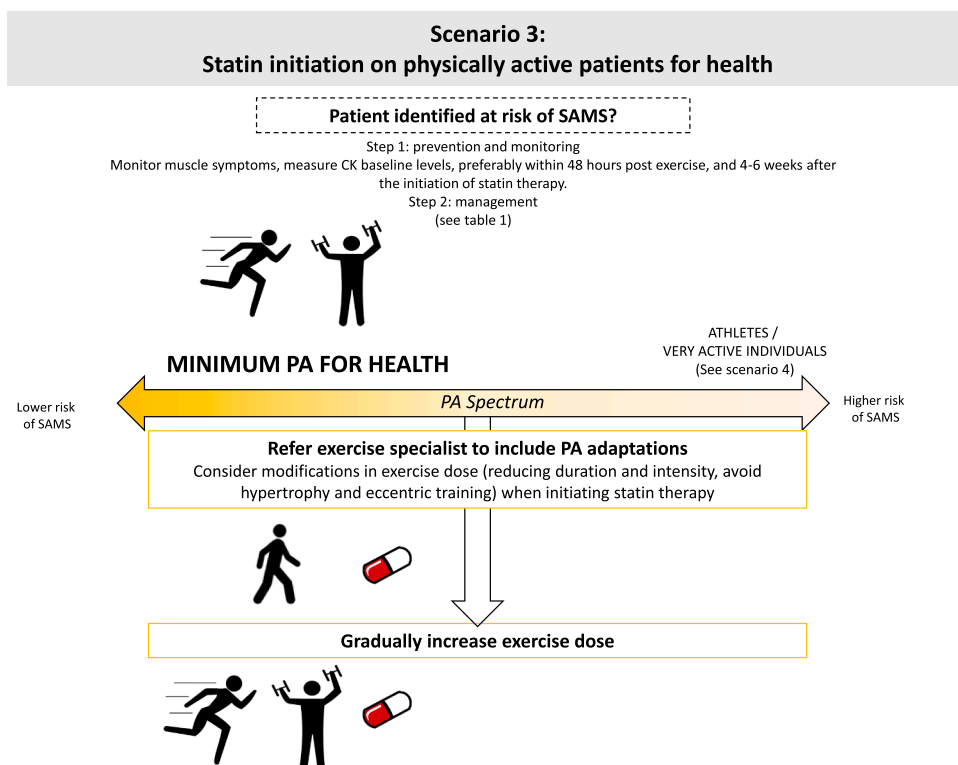 Scenario 3:
Statin initiation on physically active patients for health
Patient identified at risk of SAMS?
Step 1: prevention and monitoring
Monitor muscle symptoms, measure CK baseline levels, preferably within 48 hours post exercise, and 4-6 weeks after
the initiation of statin therapy.
Step 2: management
(see table 1)
ATHLETES /
VERY ACTIVE INDIVIDUALS
(See scenario 4)
MINIMUM PA FOR HEALTH
Lower risk
of SAMS
PA Spectrum
Higher risk
of SAMS
Refer exercise specialist to include PA adaptations
Consider modifications in exercise dose (reducing duration and intensity, avoid
hypertrophy and eccentric training) when initiating statin therapy
Gradually increase exercise dose